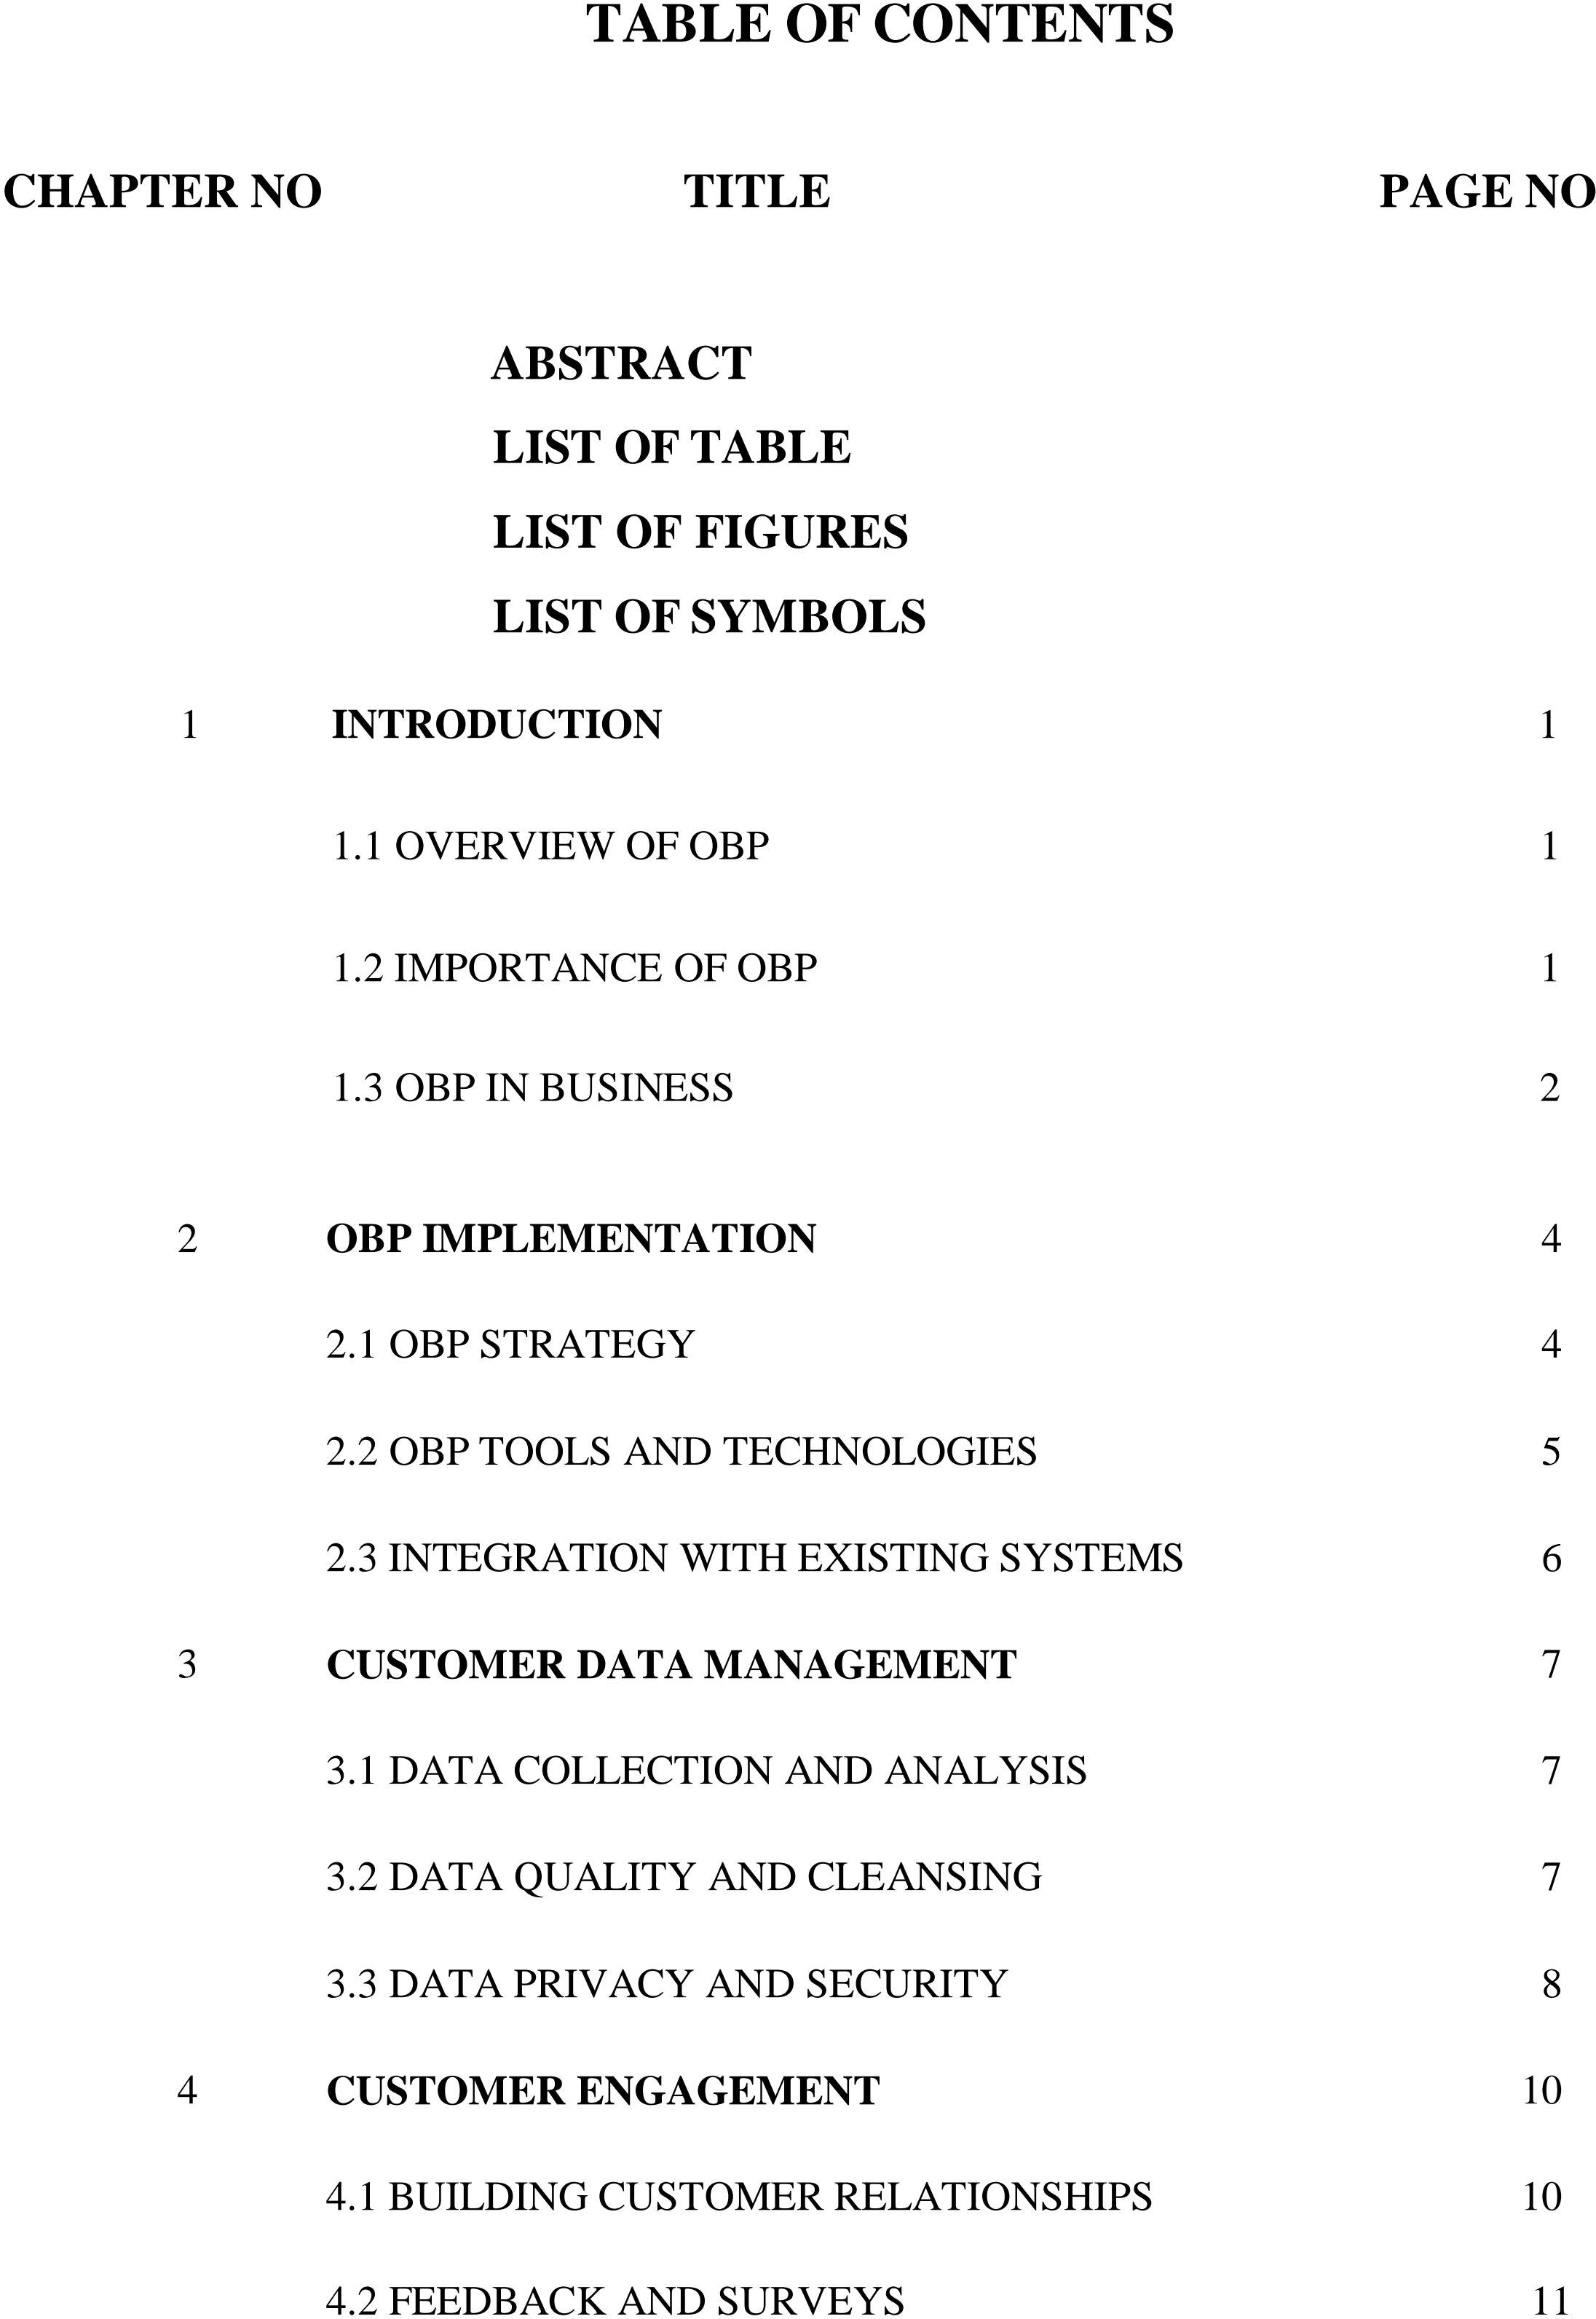 TABLE OF CONTENTS
CHAPTER NO TITLE PAGE NO
ABSTRACT
LIST OF TABLE
LIST OF FIGURES
LIST OF SYMBOLS
1 INTRODUCTION 1
1.1 OVERVIEW OF OBP 1
1.2 IMPORTANCE OF OBP 1
1.3 OBP IN BUSINESS 2
2 OBP IMPLEMENTATION 4
2.1 OBP STRATEGY 4
2.2 OBP TOOLS AND TECHNOLOGIES 5
2.3 INTEGRATION WITH EXISTING SYSTEMS 6
3 CUSTOMER DATA MANAGEMENT 7
3.1 DATA COLLECTION AND ANALYSIS 7
3.2 DATA QUALITY AND CLEANSING 7
3.3 DATA PRIVACY AND SECURITY 8
4 CUSTOMER ENGAGEMENT 10
4.1 BUILDING CUSTOMER RELATIONSHIPS 10
4.2 FEEDBACK AND SURVEYS 11